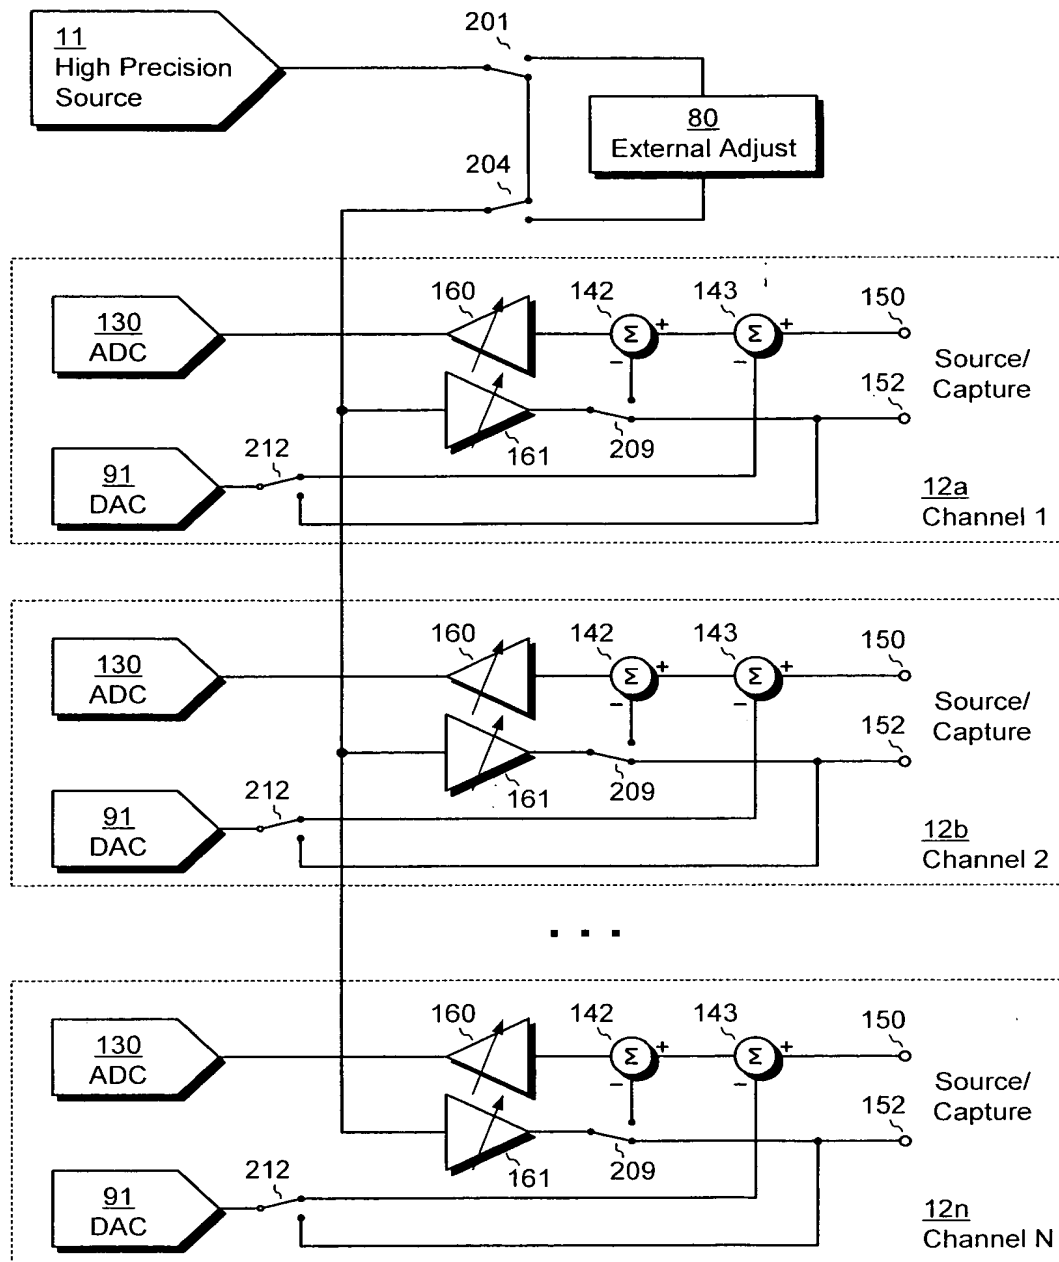 201
11
High Precision
Source
80
External Adjust
204
160
142
143
150
130
ADC
Σ
+
Σ
+
−
−
Source/
Capture
152
161
209
212
91
DAC
12a
Channel 1
160
142
143
150
130
ADC
Σ
+
Σ
+
−
−
Source/
Capture
152
161
209
212
91
DAC
12b
Channel 2
. . .
160
142
143
150
130
ADC
Σ
+
Σ
+
−
−
Source/
Capture
152
161
209
212
91
DAC
12n
Channel N